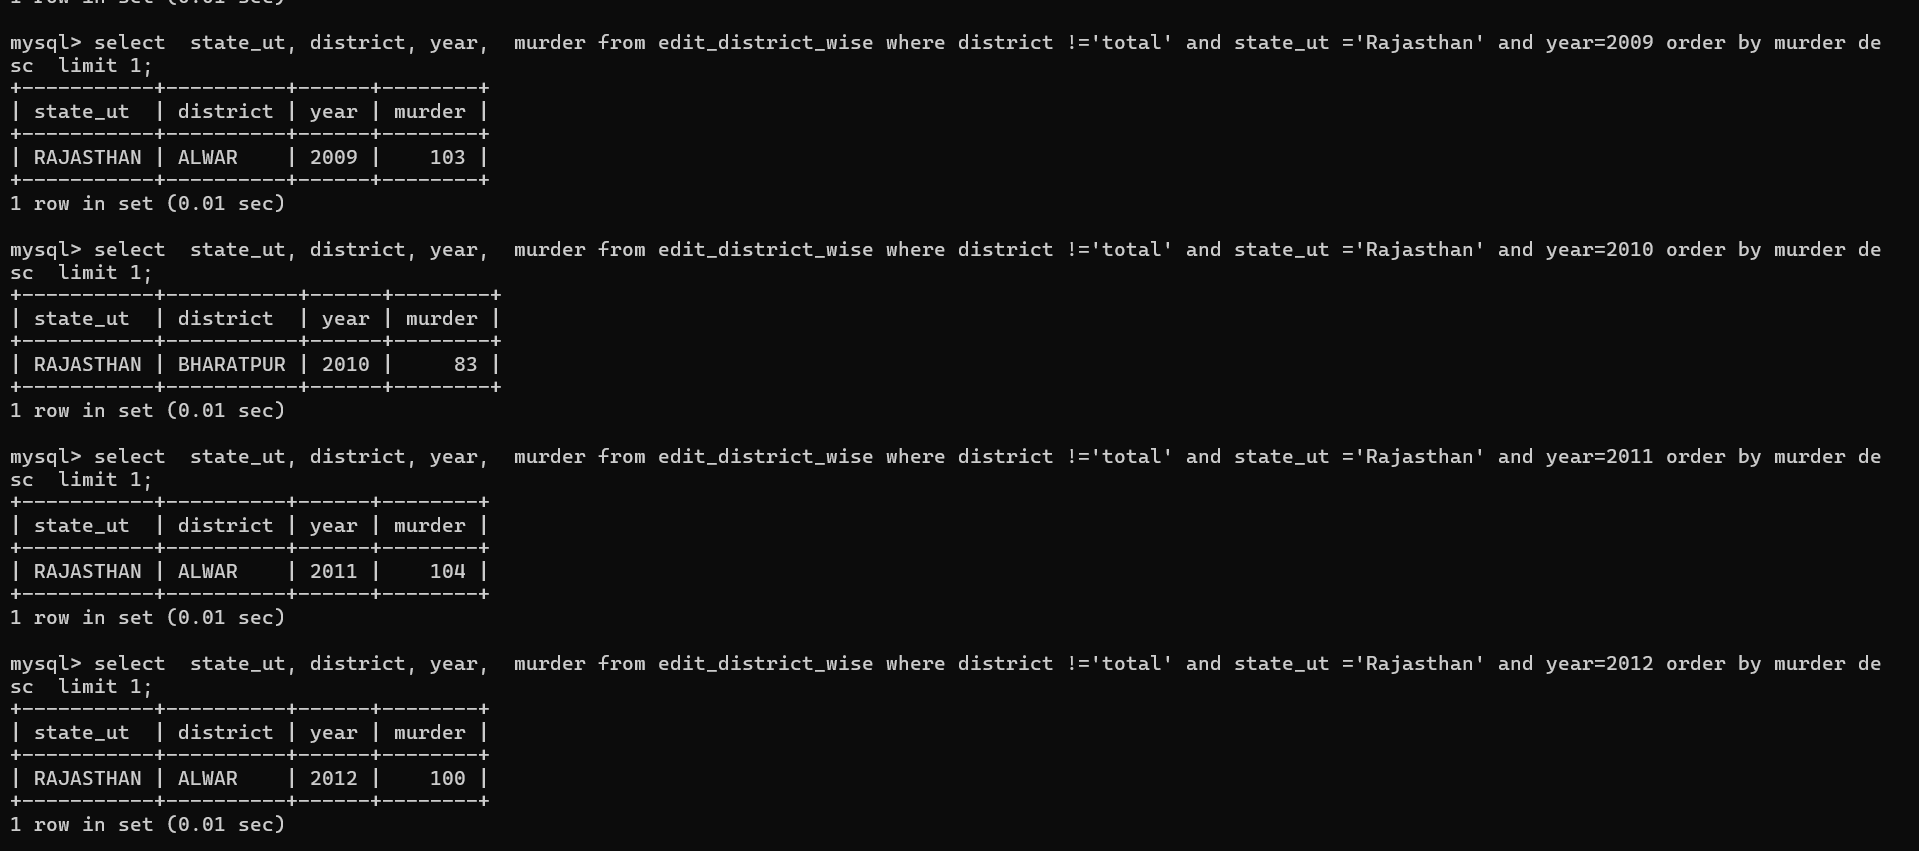 1 row in set (0.01 sec)
mysql> select  state_ut, district, year,  murder from edit_district_wise where district !='total' and state_ut ='Rajasthan' and year=2009 order by murder de
sc  limit 1;
+-----------+----------+------+--------+
| state_ut  | district | year | murder |
+-----------+----------+------+--------+
| RAJASTHAN | ALWAR    | 2009 |    103 |
+-----------+----------+------+--------+
1 row in set (0.01 sec)
mysql> select  state_ut, district, year,  murder from edit_district_wise where district !='total' and state_ut ='Rajasthan' and year=2010 order by murder de
sc  limit 1;
+-----------+-----------+------+--------+
| state_ut  | district  | year | murder |
+-----------+-----------+------+--------+
| RAJASTHAN | BHARATPUR | 2010 |     83 |
+-----------+-----------+------+--------+
1 row in set (0.01 sec)
mysql> select  state_ut, district, year,  murder from edit_district_wise where district !='total' and state_ut ='Rajasthan' and year=2011 order by murder de
sc  limit 1;
+-----------+----------+------+--------+
| state_ut  | district | year | murder |
+-----------+----------+------+--------+
| RAJASTHAN | ALWAR    | 2011 |    104 |
+-----------+----------+------+--------+
1 row in set (0.01 sec)
mysql> select  state_ut, district, year,  murder from edit_district_wise where district !='total' and state_ut ='Rajasthan' and year=2012 order by murder de
sc  limit 1;
+-----------+----------+------+--------+
| state_ut  | district | year | murder |
+-----------+----------+------+--------+
| RAJASTHAN | ALWAR    | 2012 |    100 |
+-----------+----------+------+--------+
1 row in set (0.01 sec)